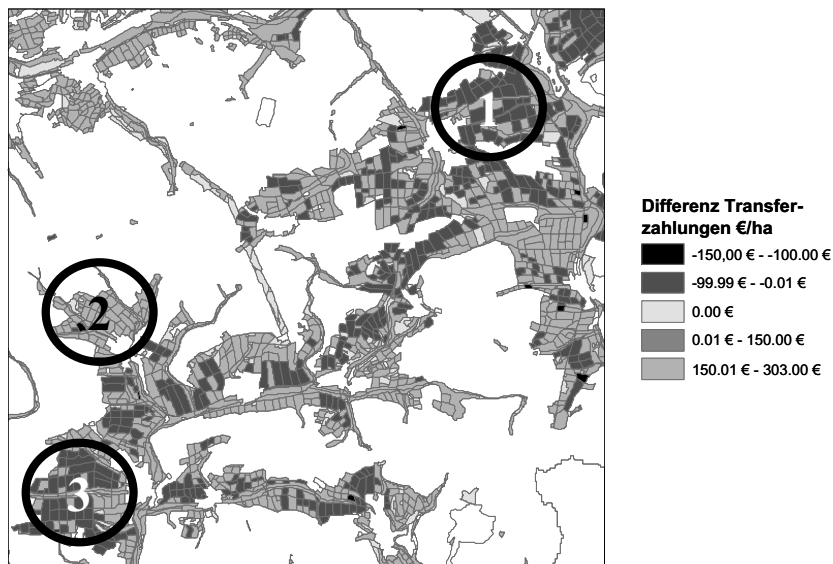 1
2
3
Differenz Transfer-
zahlungen €/ha
-150,00 € - -100.00 €
-99.99 € - -0.01 €
0.00 €
0.01 € - 150.00 €
150.01 € - 303.00 €